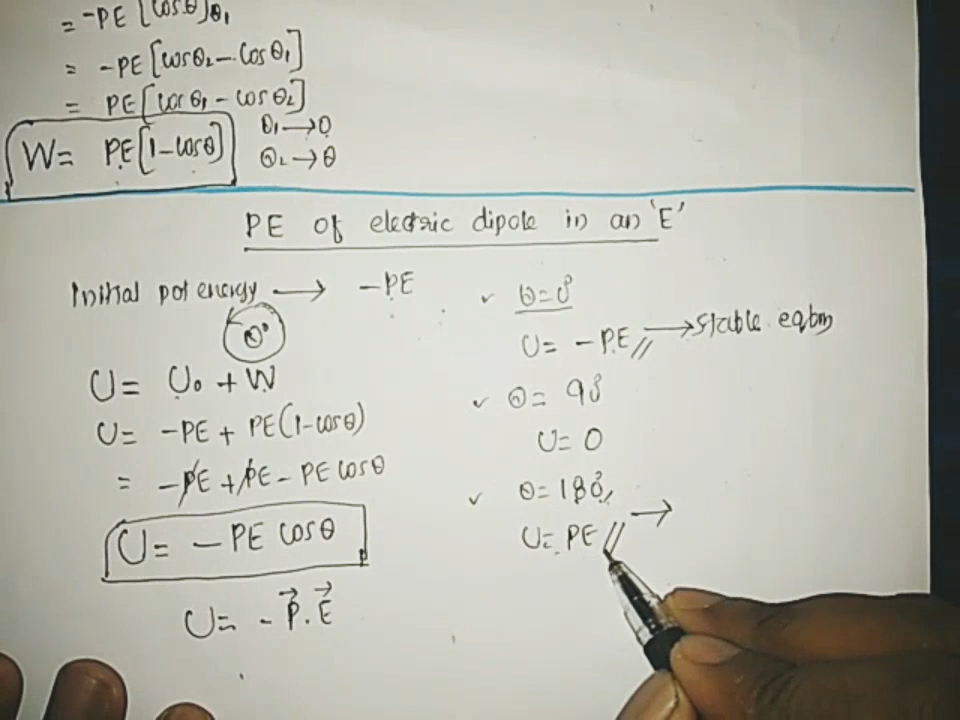 = -PE [cosθ]θ₁
= -PE [cosθ₂ - cosθ₁]
= PE [cosθ₁ - cosθ₂]
W= PE[1-cosθ]
θ₁→0
θ₂→θ
PE of electric dipole in an 'E'
Initial pot energy → -PE
0°
U= U₀ + W
U= -PE + PE(1-cosθ)
= -PE + PE - PE cosθ
U= - PE cosθ
U= - P⃗.E⃗
✓ θ=0°
U= - PE// → stable eqbm
✓ θ= 90°
U= 0
✓ θ=180°,
U= PE// →